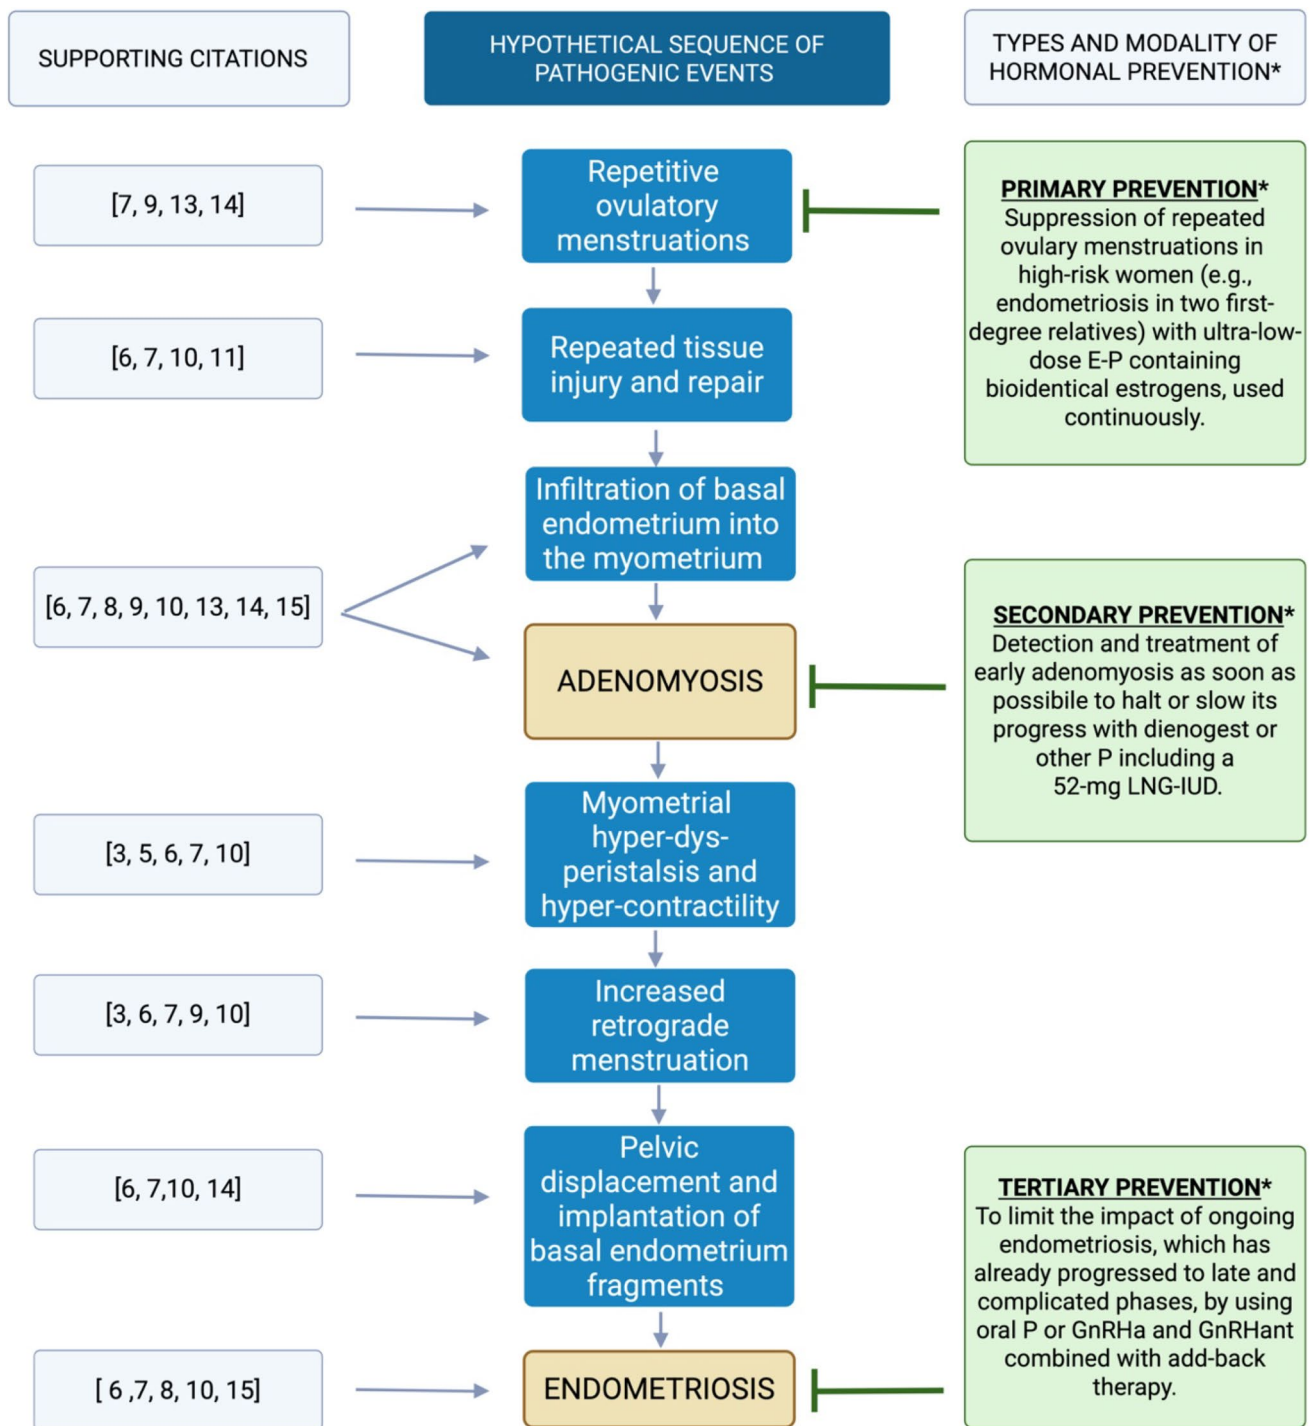 SUPPORTING CITATIONS
HYPOTHETICAL SEQUENCE OF
PATHOGENIC EVENTS
TYPES AND MODALITY OF
HORMONAL PREVENTION*
[7, 9, 13, 14]
Repetitive
ovulatory
menstruations
PRIMARY PREVENTION*
Suppression of repeated
ovulary menstruations in
high-risk women (e.g.,
endometriosis in two first-
degree relatives) with ultra-low-
dose E-P containing
bioidentical estrogens, used
continuously.
[6, 7, 10, 11]
Repeated tissue
injury and repair
[6, 7, 8, 9, 10, 13, 14, 15]
Infiltration of basal
endometrium into
the myometrium
ADENOMYOSIS
SECONDARY PREVENTION*
Detection and treatment of
early adenomyosis as soon as
possibile to halt or slow its
progress with dienogest or
other P including a
52-mg LNG-IUD.
[3, 5, 6, 7, 10]
Myometrial
hyper-dys-
peristalsis and
hyper-contractility
[3, 6, 7, 9, 10]
Increased
retrograde
menstruation
[6, 7,10, 14]
Pelvic
displacement and
implantation of
basal endometrium
fragments
TERTIARY PREVENTION*
To limit the impact of ongoing
endometriosis, which has
already progressed to late and
complicated phases, by using
oral P or GnRHa and GnRHant
combined with add-back
therapy.
[ 6 ,7, 8, 10, 15]
ENDOMETRIOSIS